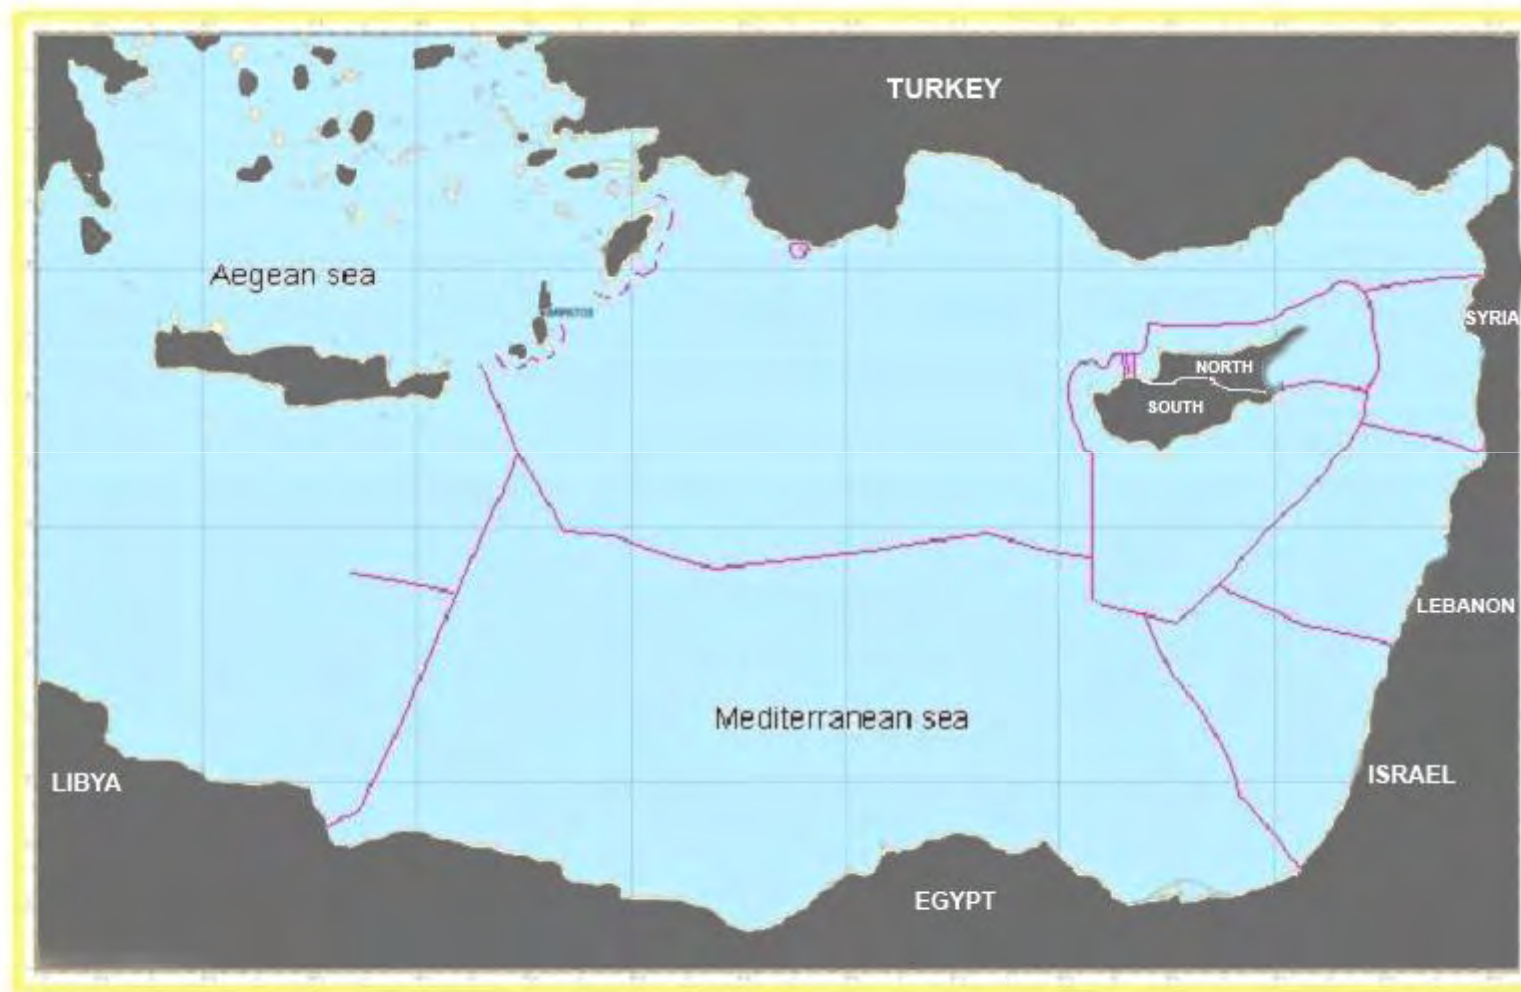 TURKEY
Aegean sea
SYRIA
NORTH
SOUTH
LEBANON
Mediterranean sea
LIBYA
ISRAEL
EGYPT